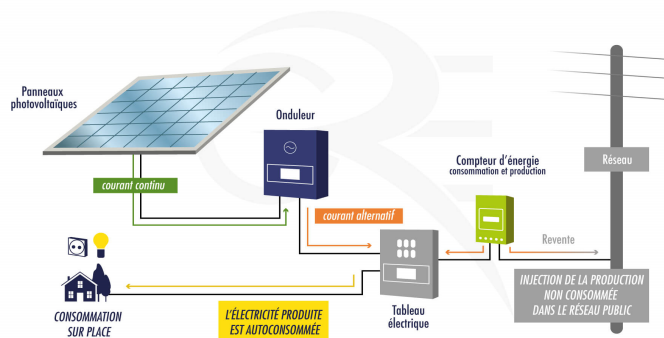 Panneaux
photovoltaïques
Onduleur
courant continu
courant alternatif
Compteur d'énergie
consommation et production
Réseau
Revente
INJECTION DE LA PRODUCTION
NON CONSOMMÉE
DANS LE RÉSEAU PUBLIC
Tableau
électrique
L'ÉLECTRICITÉ PRODUITE
EST AUTOCONSOMMÉE
CONSOMMATION
SUR PLACE